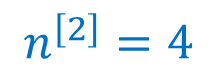 n^[2] = 4